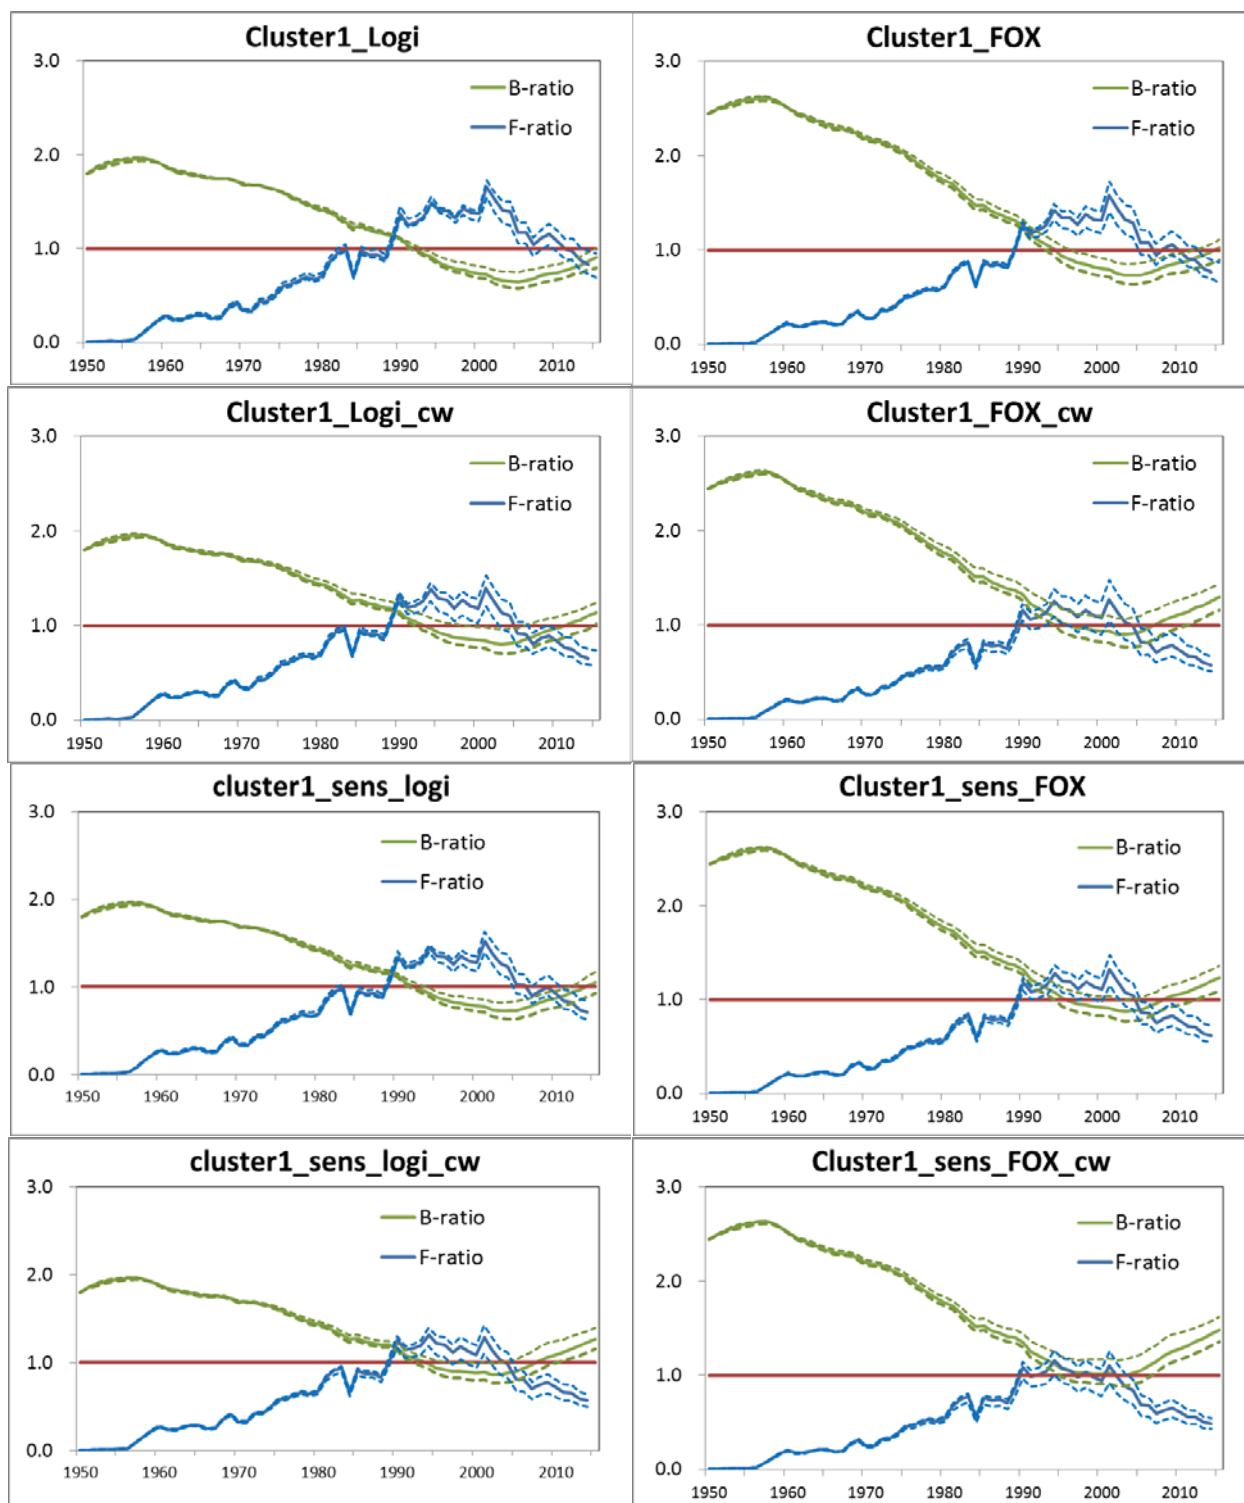 Cluster1_Logi
3.0
B-ratio
F-ratio
2.0
1.0
0.0
1950 1960 1970 1980 1990 2000 2010
Cluster1_FOX
3.0
B-ratio
F-ratio
2.0
1.0
0.0
1950 1960 1970 1980 1990 2000 2010
Cluster1_Logi_cw
3.0
B-ratio
F-ratio
2.0
1.0
0.0
1950 1960 1970 1980 1990 2000 2010
Cluster1_FOX_cw
3.0
B-ratio
F-ratio
2.0
1.0
0.0
1950 1960 1970 1980 1990 2000 2010
cluster1_sens_logi
3.0
B-ratio
F-ratio
2.0
1.0
0.0
1950 1960 1970 1980 1990 2000 2010
Cluster1_sens_FOX
3.0
B-ratio
F-ratio
2.0
1.0
0.0
1950 1960 1970 1980 1990 2000 2010
cluster1_sens_logi_cw
3.0
B-ratio
F-ratio
2.0
1.0
0.0
1950 1960 1970 1980 1990 2000 2010
Cluster1_sens_FOX_cw
3.0
B-ratio
F-ratio
2.0
1.0
0.0
1950 1960 1970 1980 1990 2000 2010